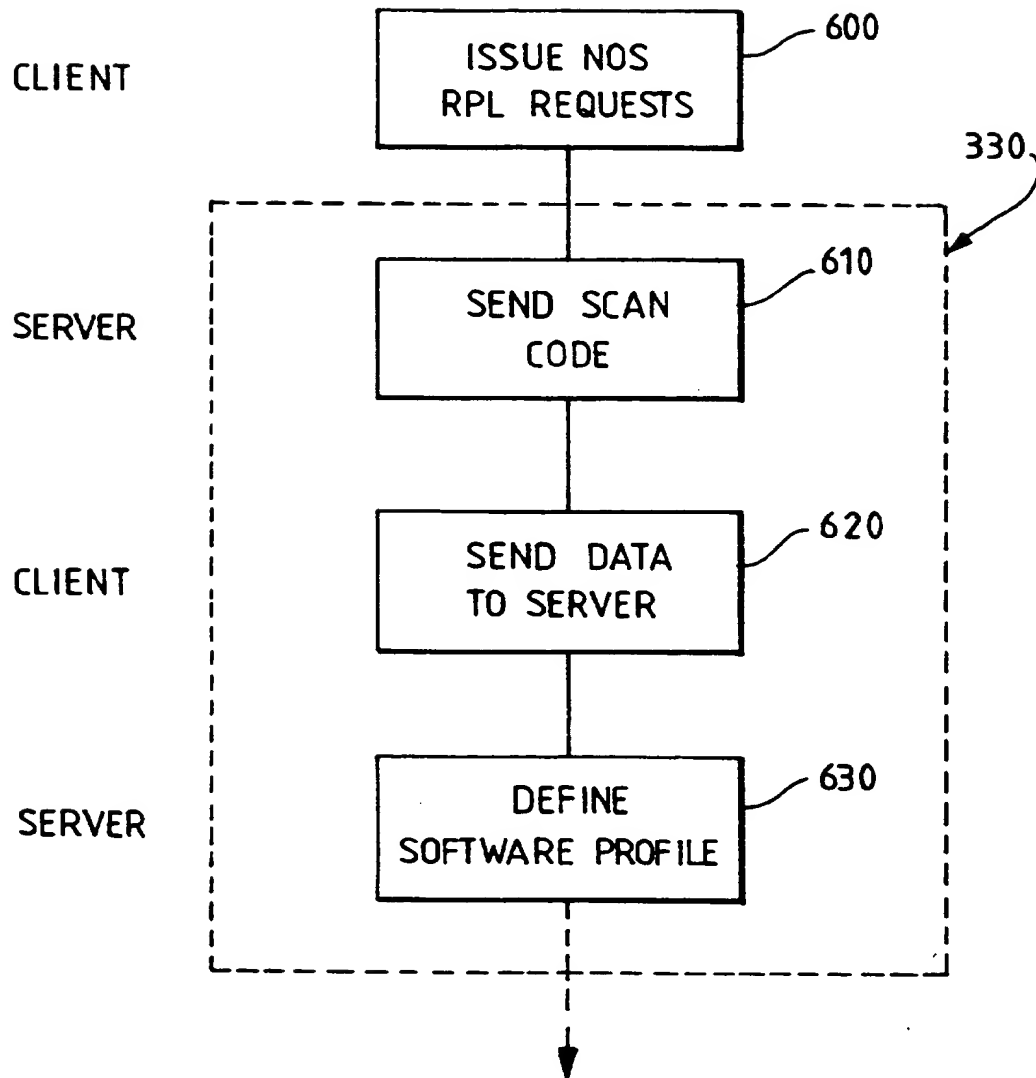 CLIENT
ISSUE NOS
RPL REQUESTS
600
330
SERVER
SEND SCAN
CODE
610
CLIENT
SEND DATA
TO SERVER
620
SERVER
DEFINE
SOFTWARE PROFILE
630